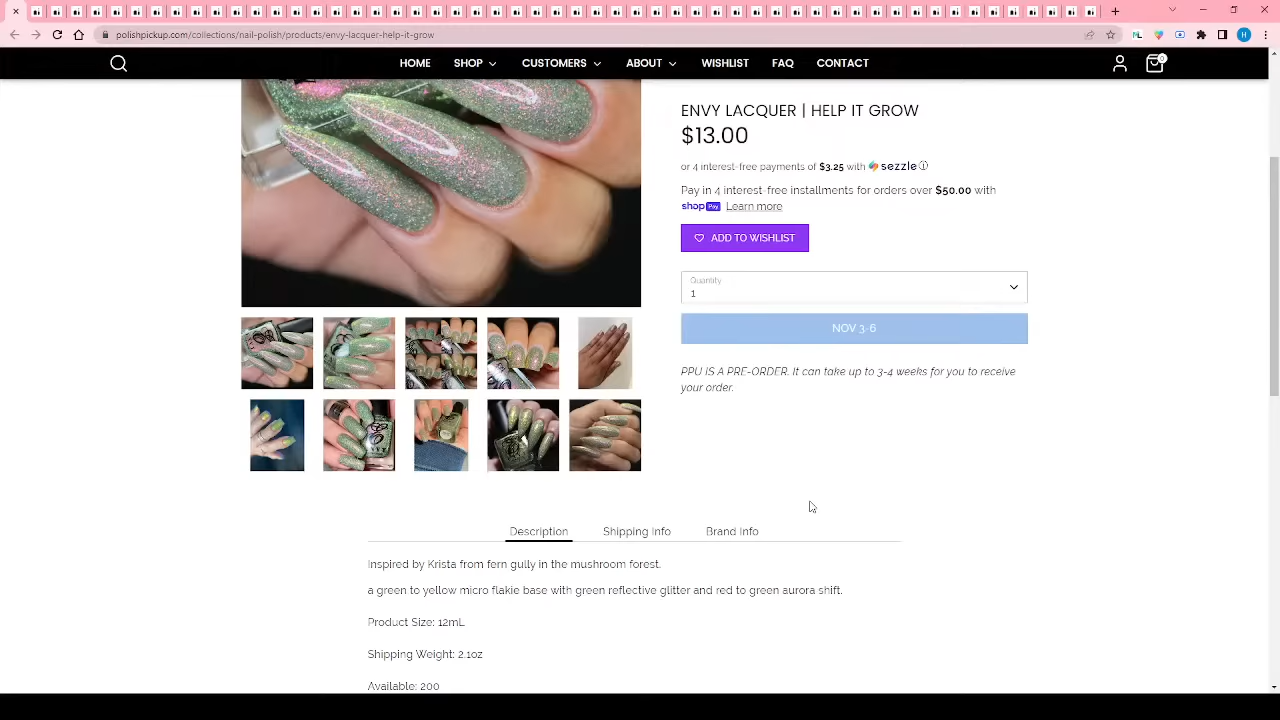 polishpickup.com/collections/nail-polish/products/envy-lacquer-help-it-grow
H
HOME SHOP CUSTOMERS ABOUT WISHLIST FAQ CONTACT
0
ENVY LACQUER | HELP IT GROW
$13.00
or 4 interest-free payments of $3.25 with sezzle
Pay in 4 interest-free installments for orders over $50.00 with
shop Pay Learn more
ADD TO WISHLIST
Quantity
1
NOV 3-6
PPU IS A PRE-ORDER. It can take up to 3-4 weeks for you to receive
your order.
Description Shipping Info Brand Info
Inspired by Krista from fern gully in the mushroom forest.
a green to yellow micro flakie base with green reflective glitter and red to green aurora shift.
Product Size: 12mL
Shipping Weight: 2.1oz
Available: 200